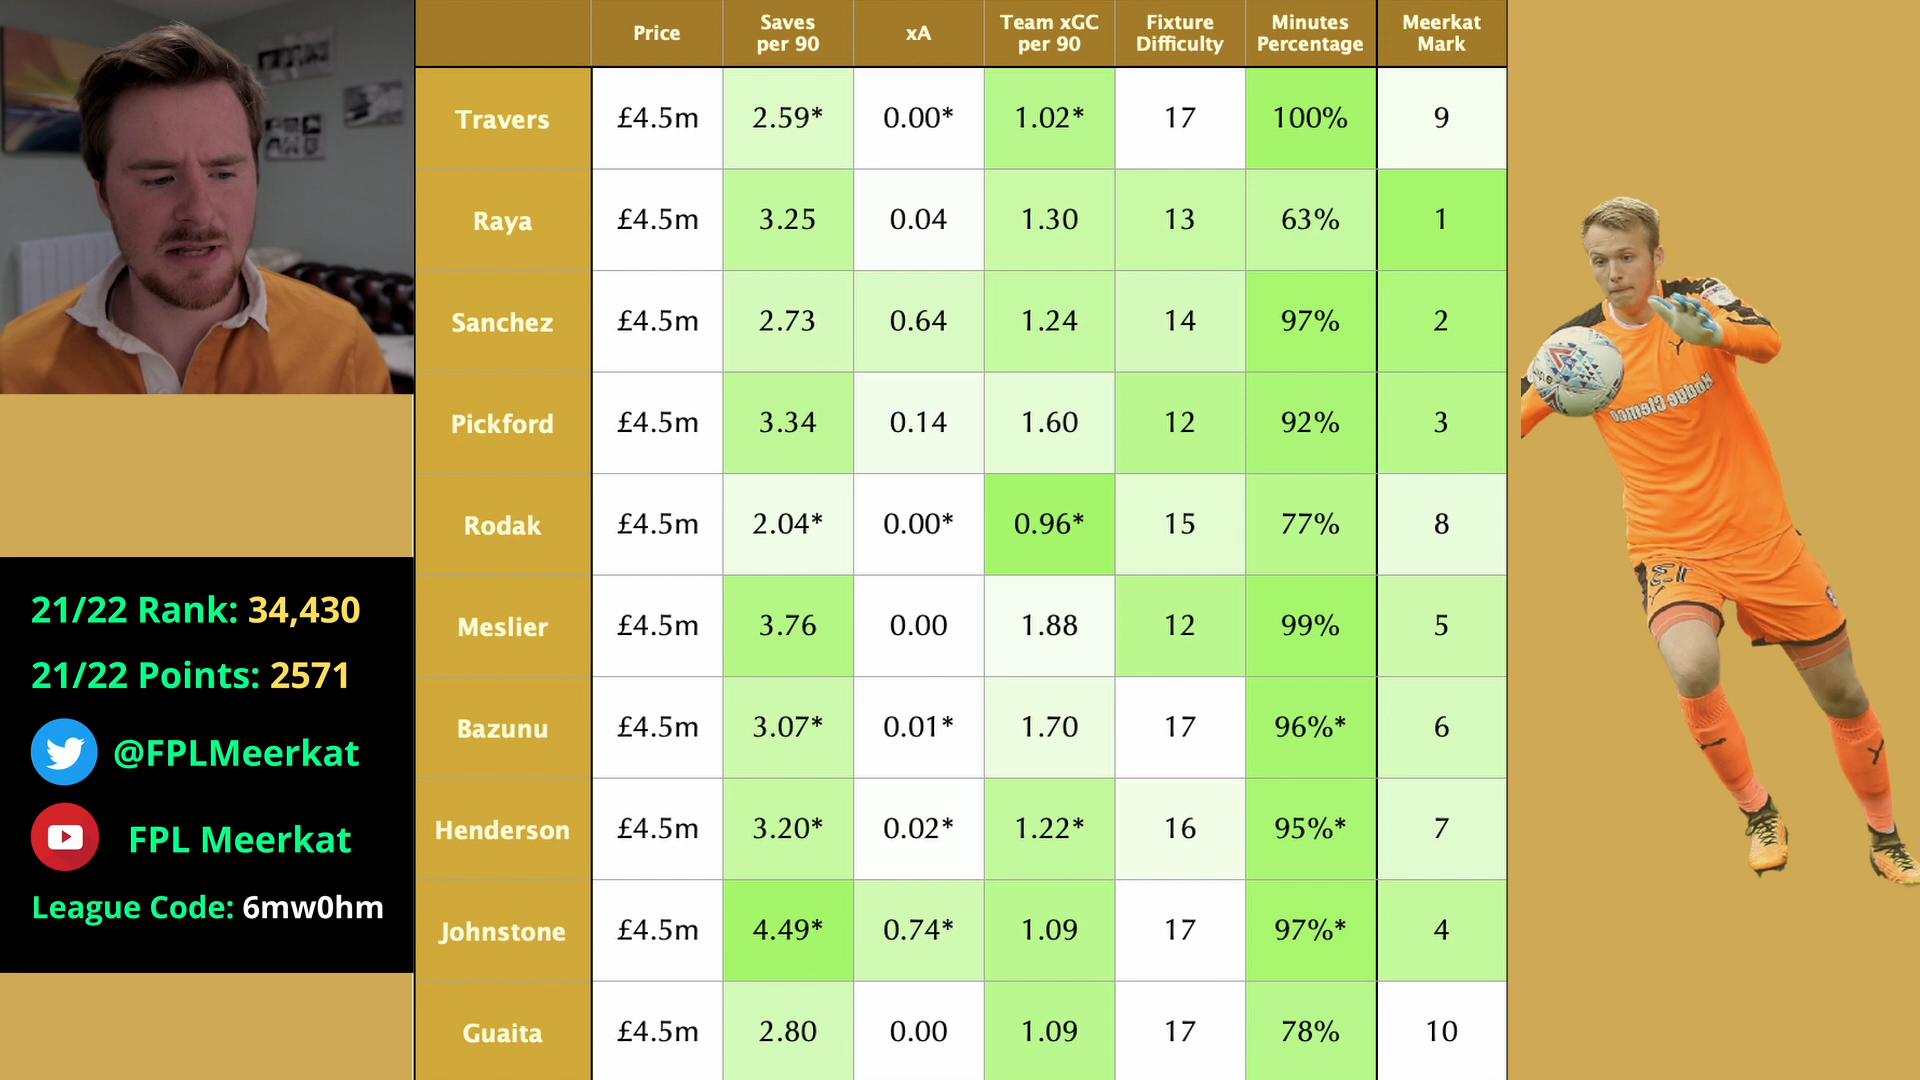 Price
Saves per 90
xA
Team xGC per 90
Fixture Difficulty
Minutes Percentage
Meerkat Mark
Travers £4.5m 2.59* 0.00* 1.02* 17 100% 9
Raya £4.5m 3.25 0.04 1.30 13 63% 1
Sanchez £4.5m 2.73 0.64 1.24 14 97% 2
Pickford £4.5m 3.34 0.14 1.60 12 92% 3
Rodak £4.5m 2.04* 0.00* 0.96* 15 77% 8
Meslier £4.5m 3.76 0.00 1.88 12 99% 5
Bazunu £4.5m 3.07* 0.01* 1.70 17 96%* 6
Henderson £4.5m 3.20* 0.02* 1.22* 16 95%* 7
Johnstone £4.5m 4.49* 0.74* 1.09 17 97%* 4
Guaita £4.5m 2.80 0.00 1.09 17 78% 10
21/22 Rank: 34,430
21/22 Points: 2571
@FPLMeerkat
FPL Meerkat
League Code: 6mw0hm